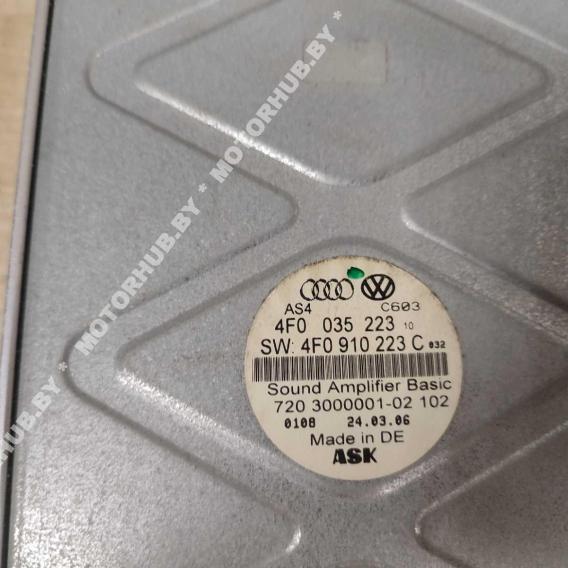 MOTORHUB.BY * MOTORHUB.BY * MOTORHUB.BY
AS4 C603
4F0 035 223 10
SW: 4F0 910 223 C 032
Sound Amplifier Basic
720 3000001-02 102
0108 24.03.06
Made in DE
ASK